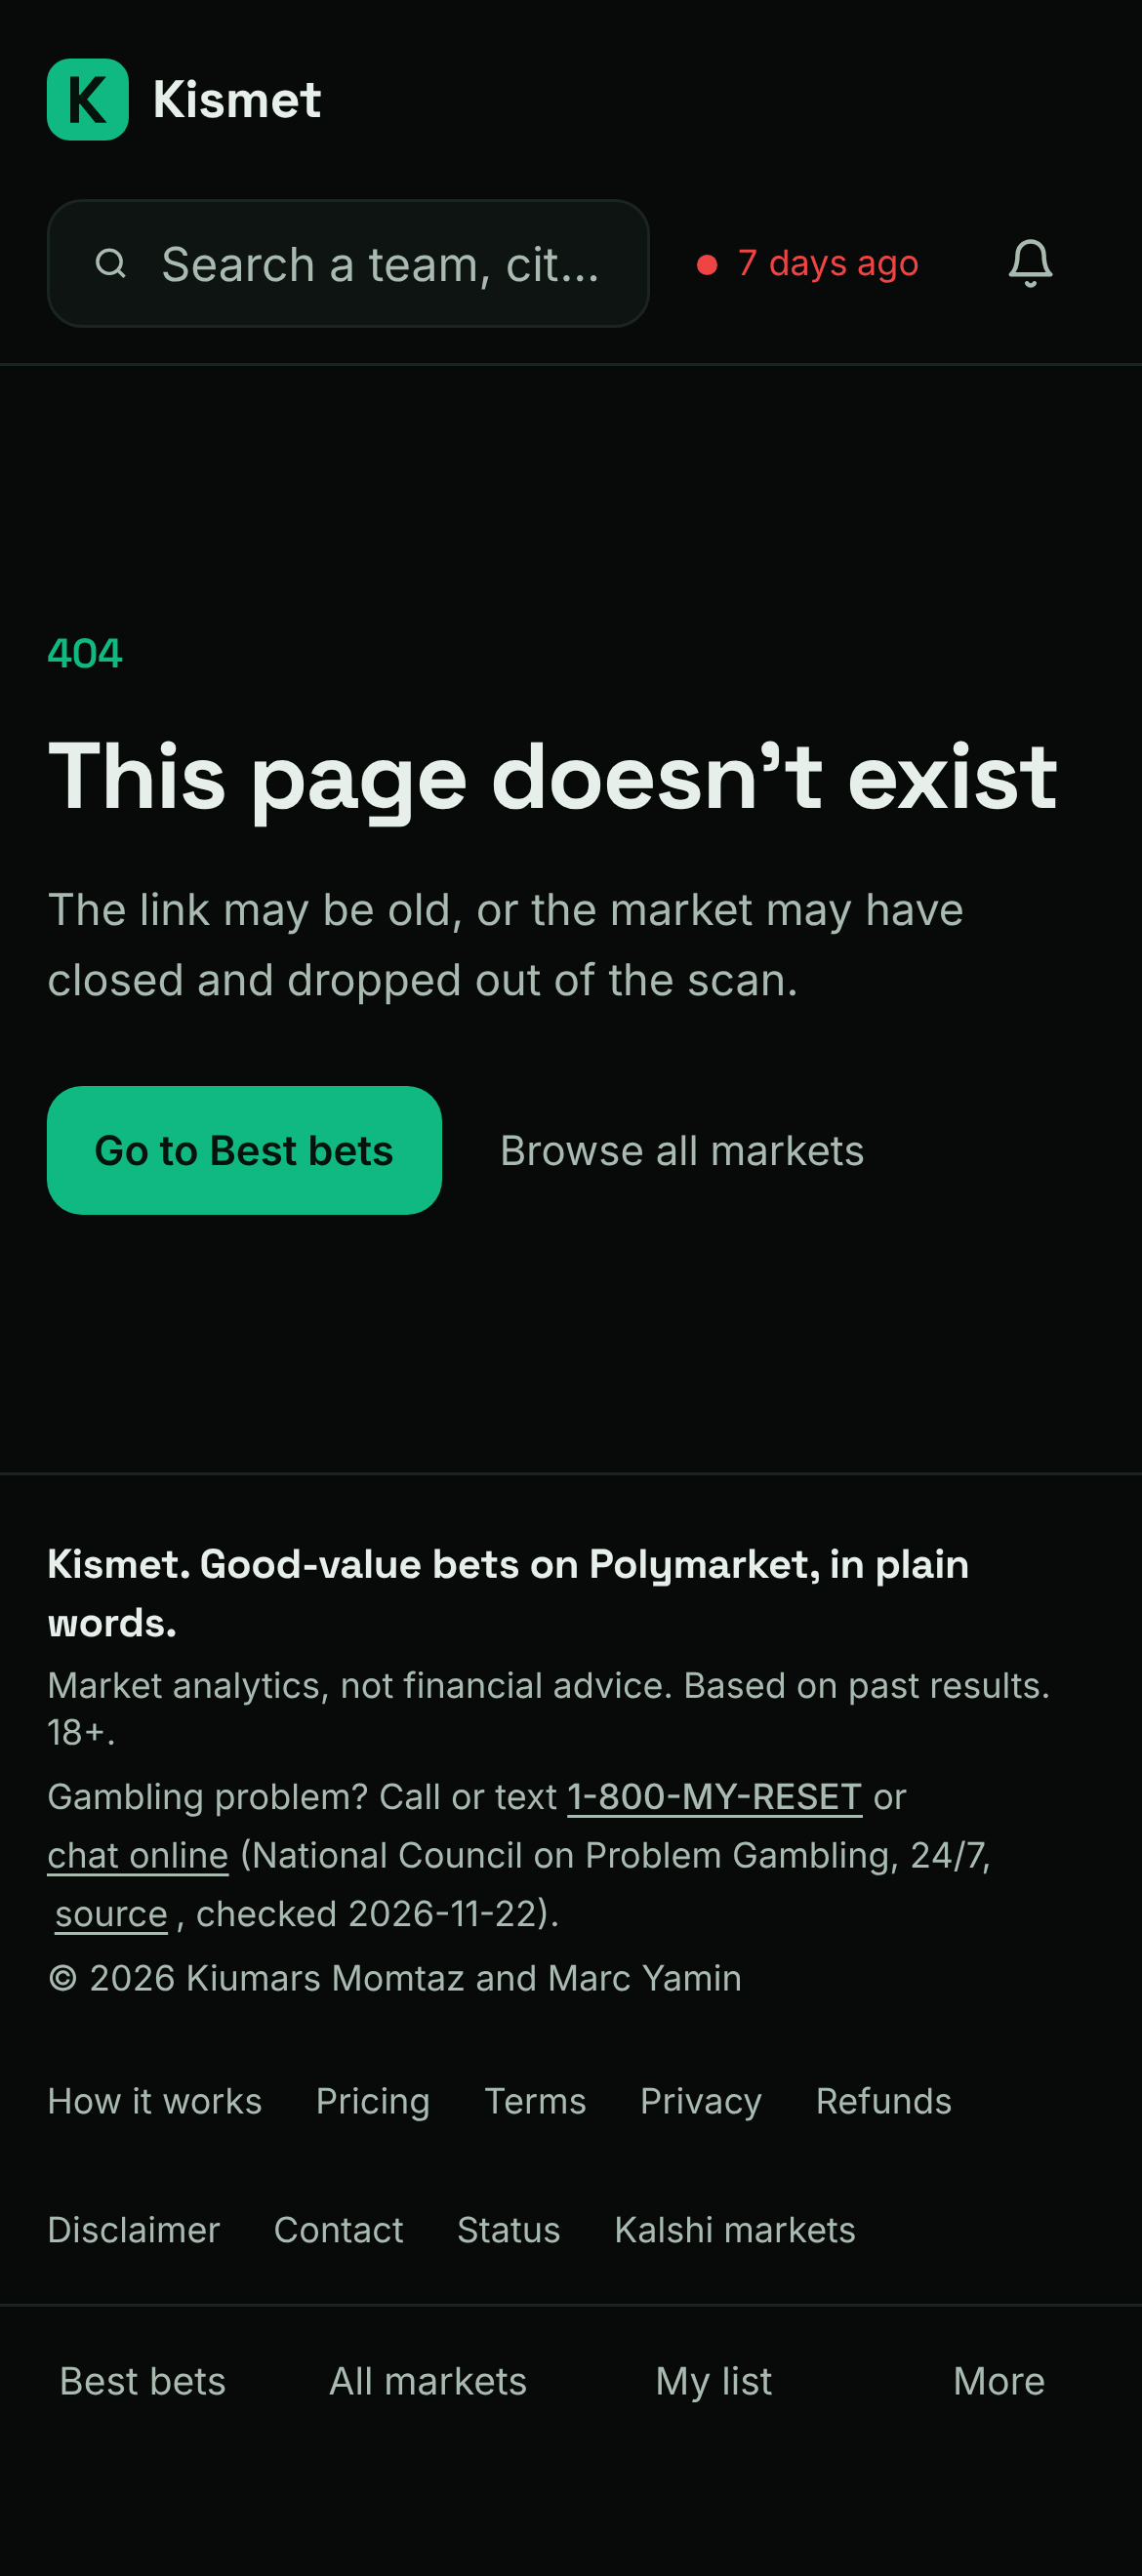 K Kismet
Search a team, cit...
7 days ago
404
This page doesn’t exist
The link may be old, or the market may have
closed and dropped out of the scan.
Go to Best bets
Browse all markets
Kismet. Good-value bets on Polymarket, in plain
words.
Market analytics, not financial advice. Based on past results.
18+.
Gambling problem? Call or text 1-800-MY-RESET or
chat online (National Council on Problem Gambling, 24/7,
source , checked 2026-11-22).
© 2026 Kiumars Momtaz and Marc Yamin
How it works Pricing Terms Privacy Refunds
Disclaimer Contact Status Kalshi markets
Best bets All markets My list More